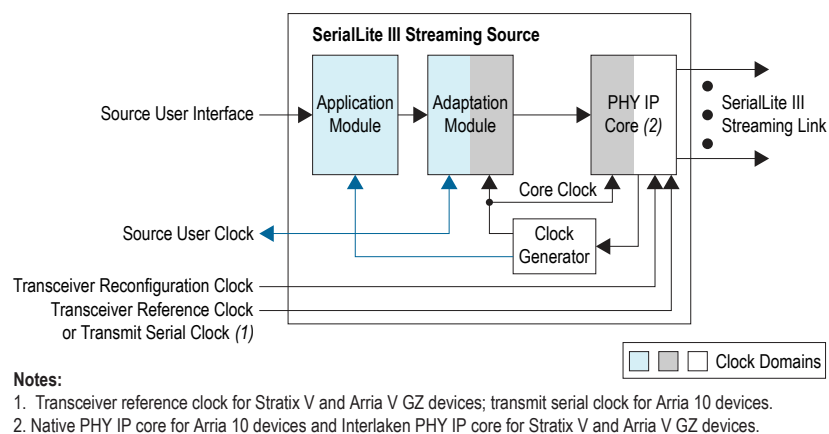 SerialLite III Streaming Source
Source User Interface
Application
Module
Adaptation
Module
PHY IP
Core (2)
SerialLite III
Streaming Link
Core Clock
Source User Clock
Clock
Generator
Transceiver Reconfiguration Clock
Transceiver Reference Clock
or Transmit Serial Clock (1)
Clock Domains
Notes:
1. Transceiver reference clock for Stratix V and Arria V GZ devices; transmit serial clock for Arria 10 devices.
2. Native PHY IP core for Arria 10 devices and Interlaken PHY IP core for Stratix V and Arria V GZ devices.